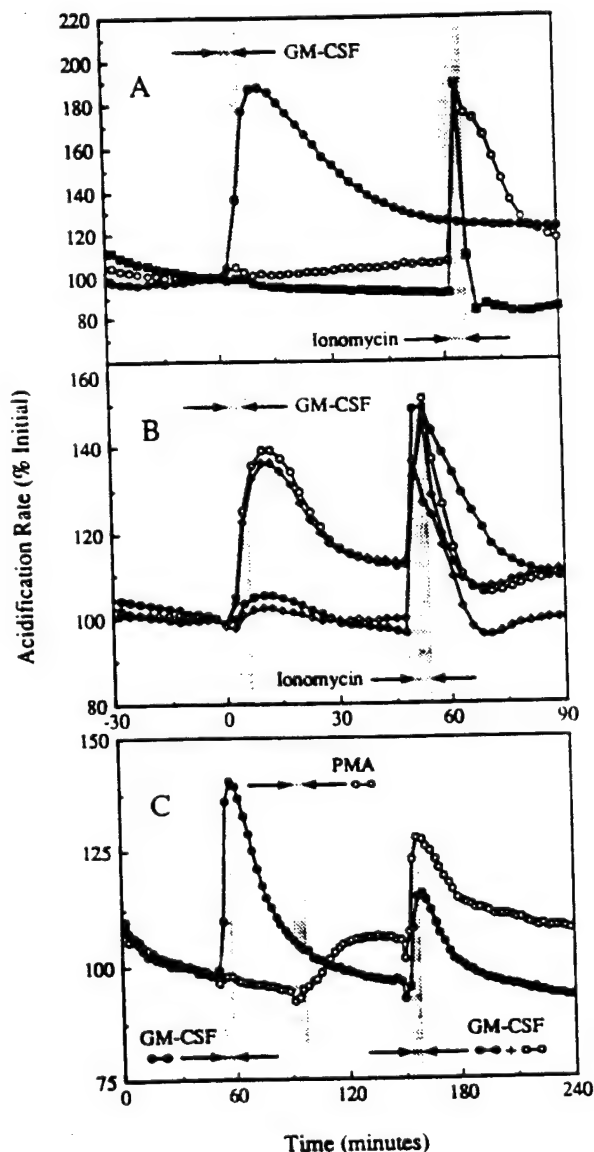 220
200
180
160
140
120
100
80
A
GM-CSF
Ionomycin
160
140
120
100
80
B
GM-CSF
Ionomycin
-30
0
30
60
90
150
125
100
75
C
PMA
GM-CSF
GM-CSF
+
0
60
120
180
240
Acidification Rate (% Initial)
Time (minutes)